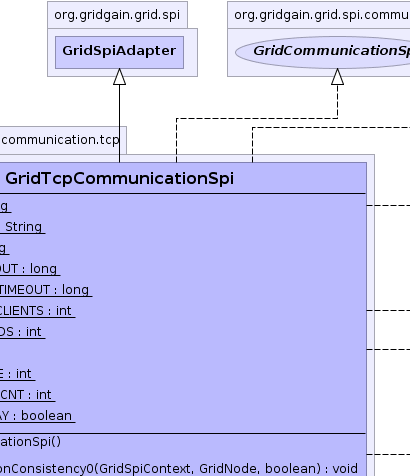 org.gridgain.grid.spi
org.gridgain.grid.spi.commu
GridSpiAdapter
GridCommunicationSp
communication.tcp
GridTcpCommunicationSpi
g
String
g
OUT : long
TIMEOUT : long
CLIENTS : int
DS : int
E : int
CNT : int
AY : boolean
ationSpi()
onConsistency0(GridSpiContext, GridNode, boolean) : void